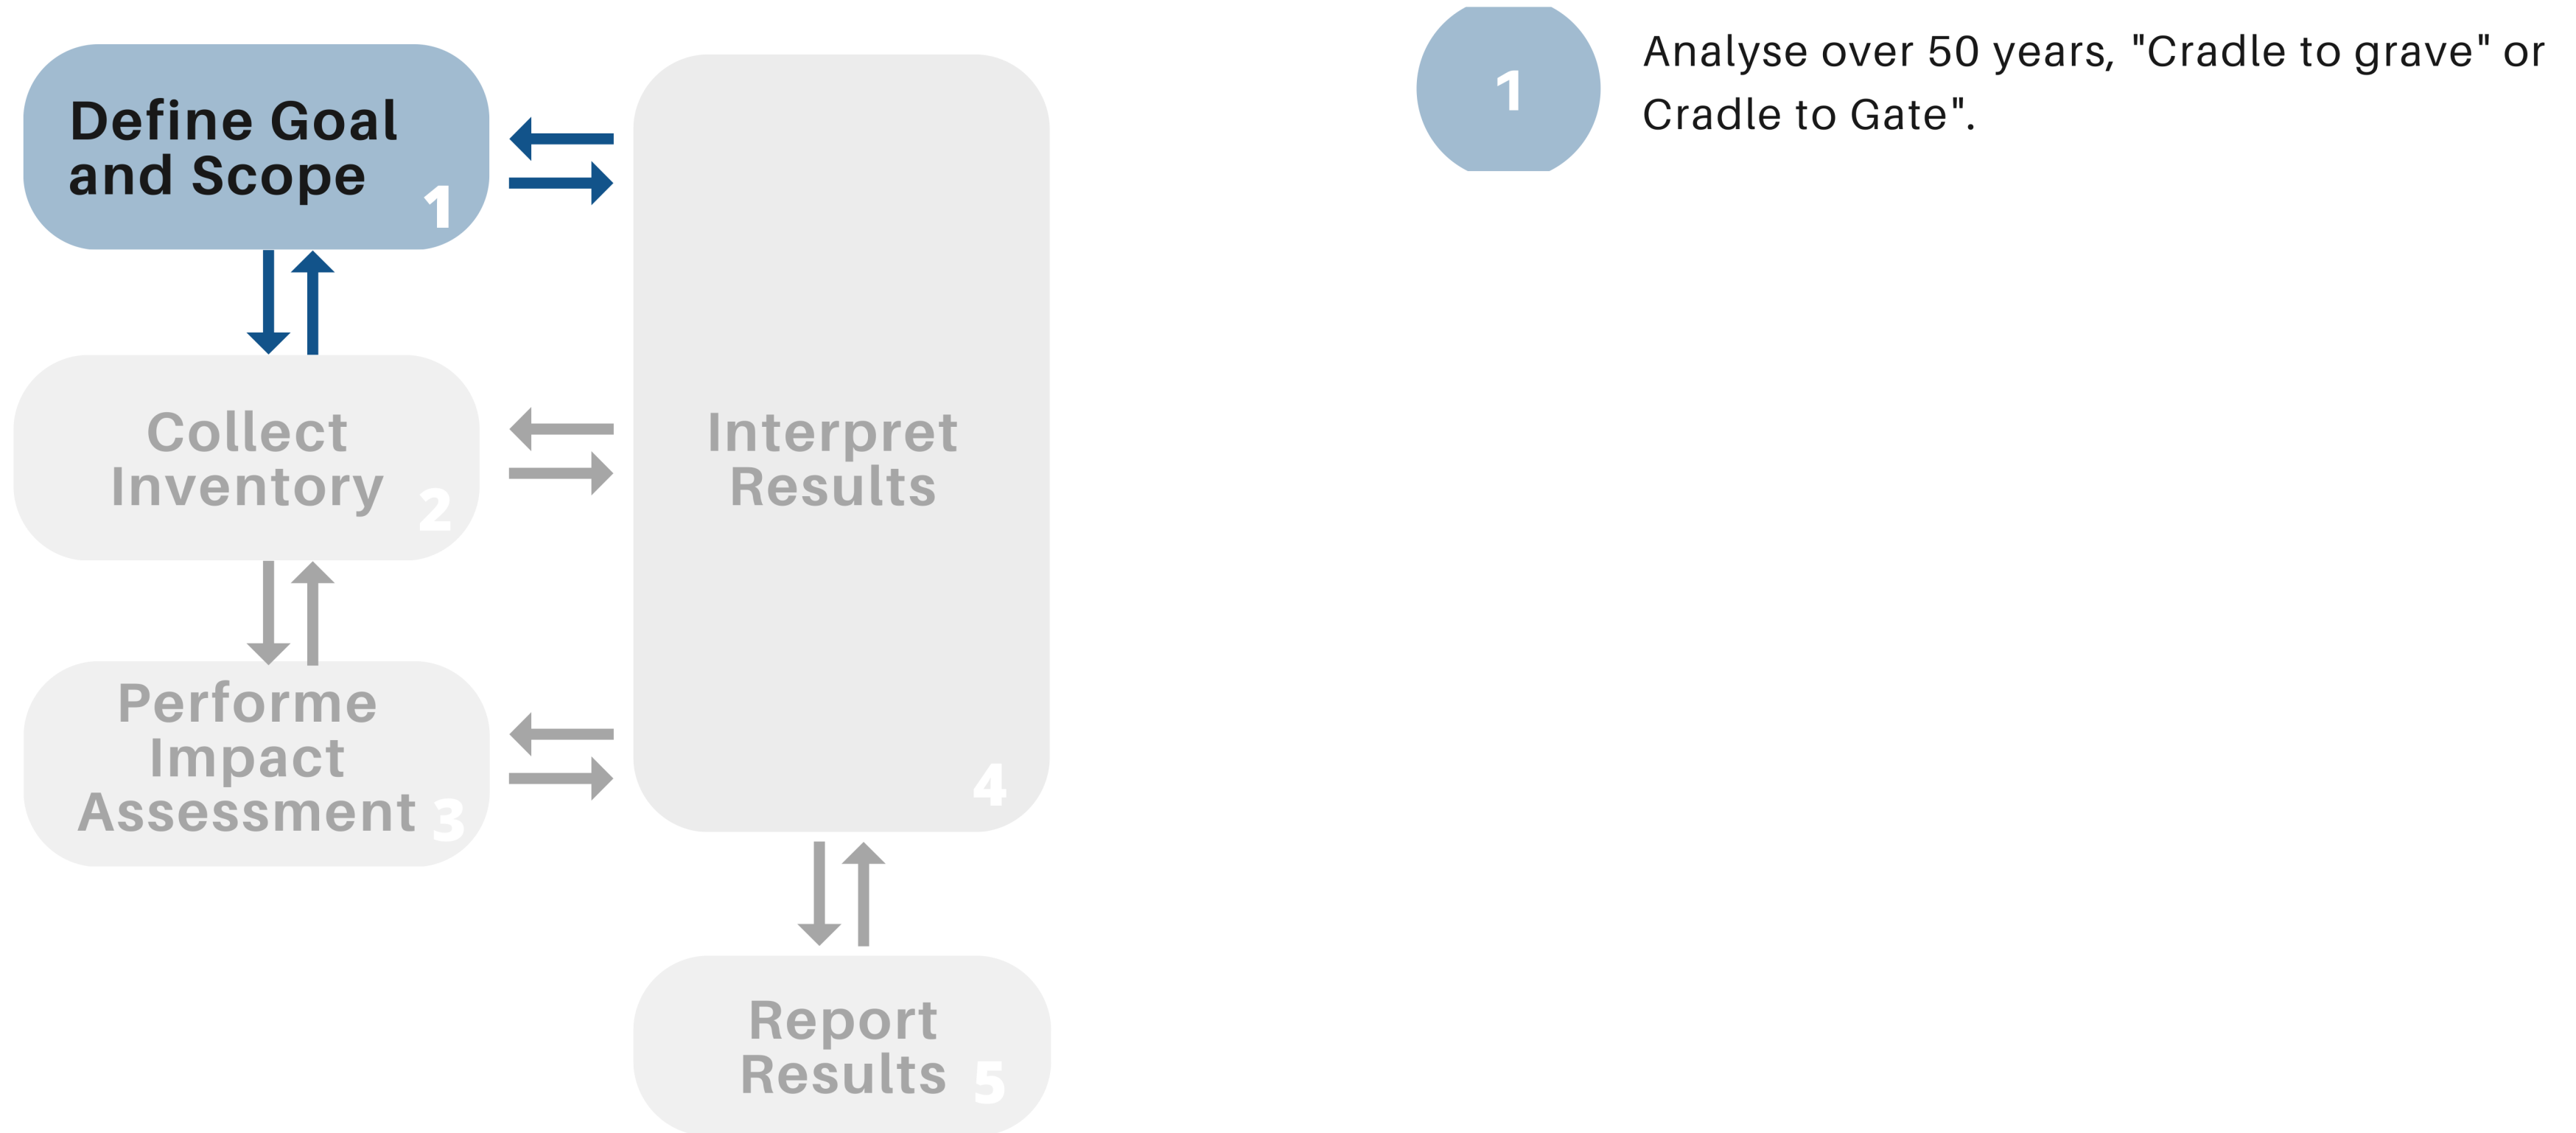 Define Goal
and Scope
1
Collect
Inventory
2
Performe
Impact
Assessment
3
Interpret
Results
4
Report
Results
5
1
Analyse over 50 years, "Cradle to grave" or
Cradle to Gate".